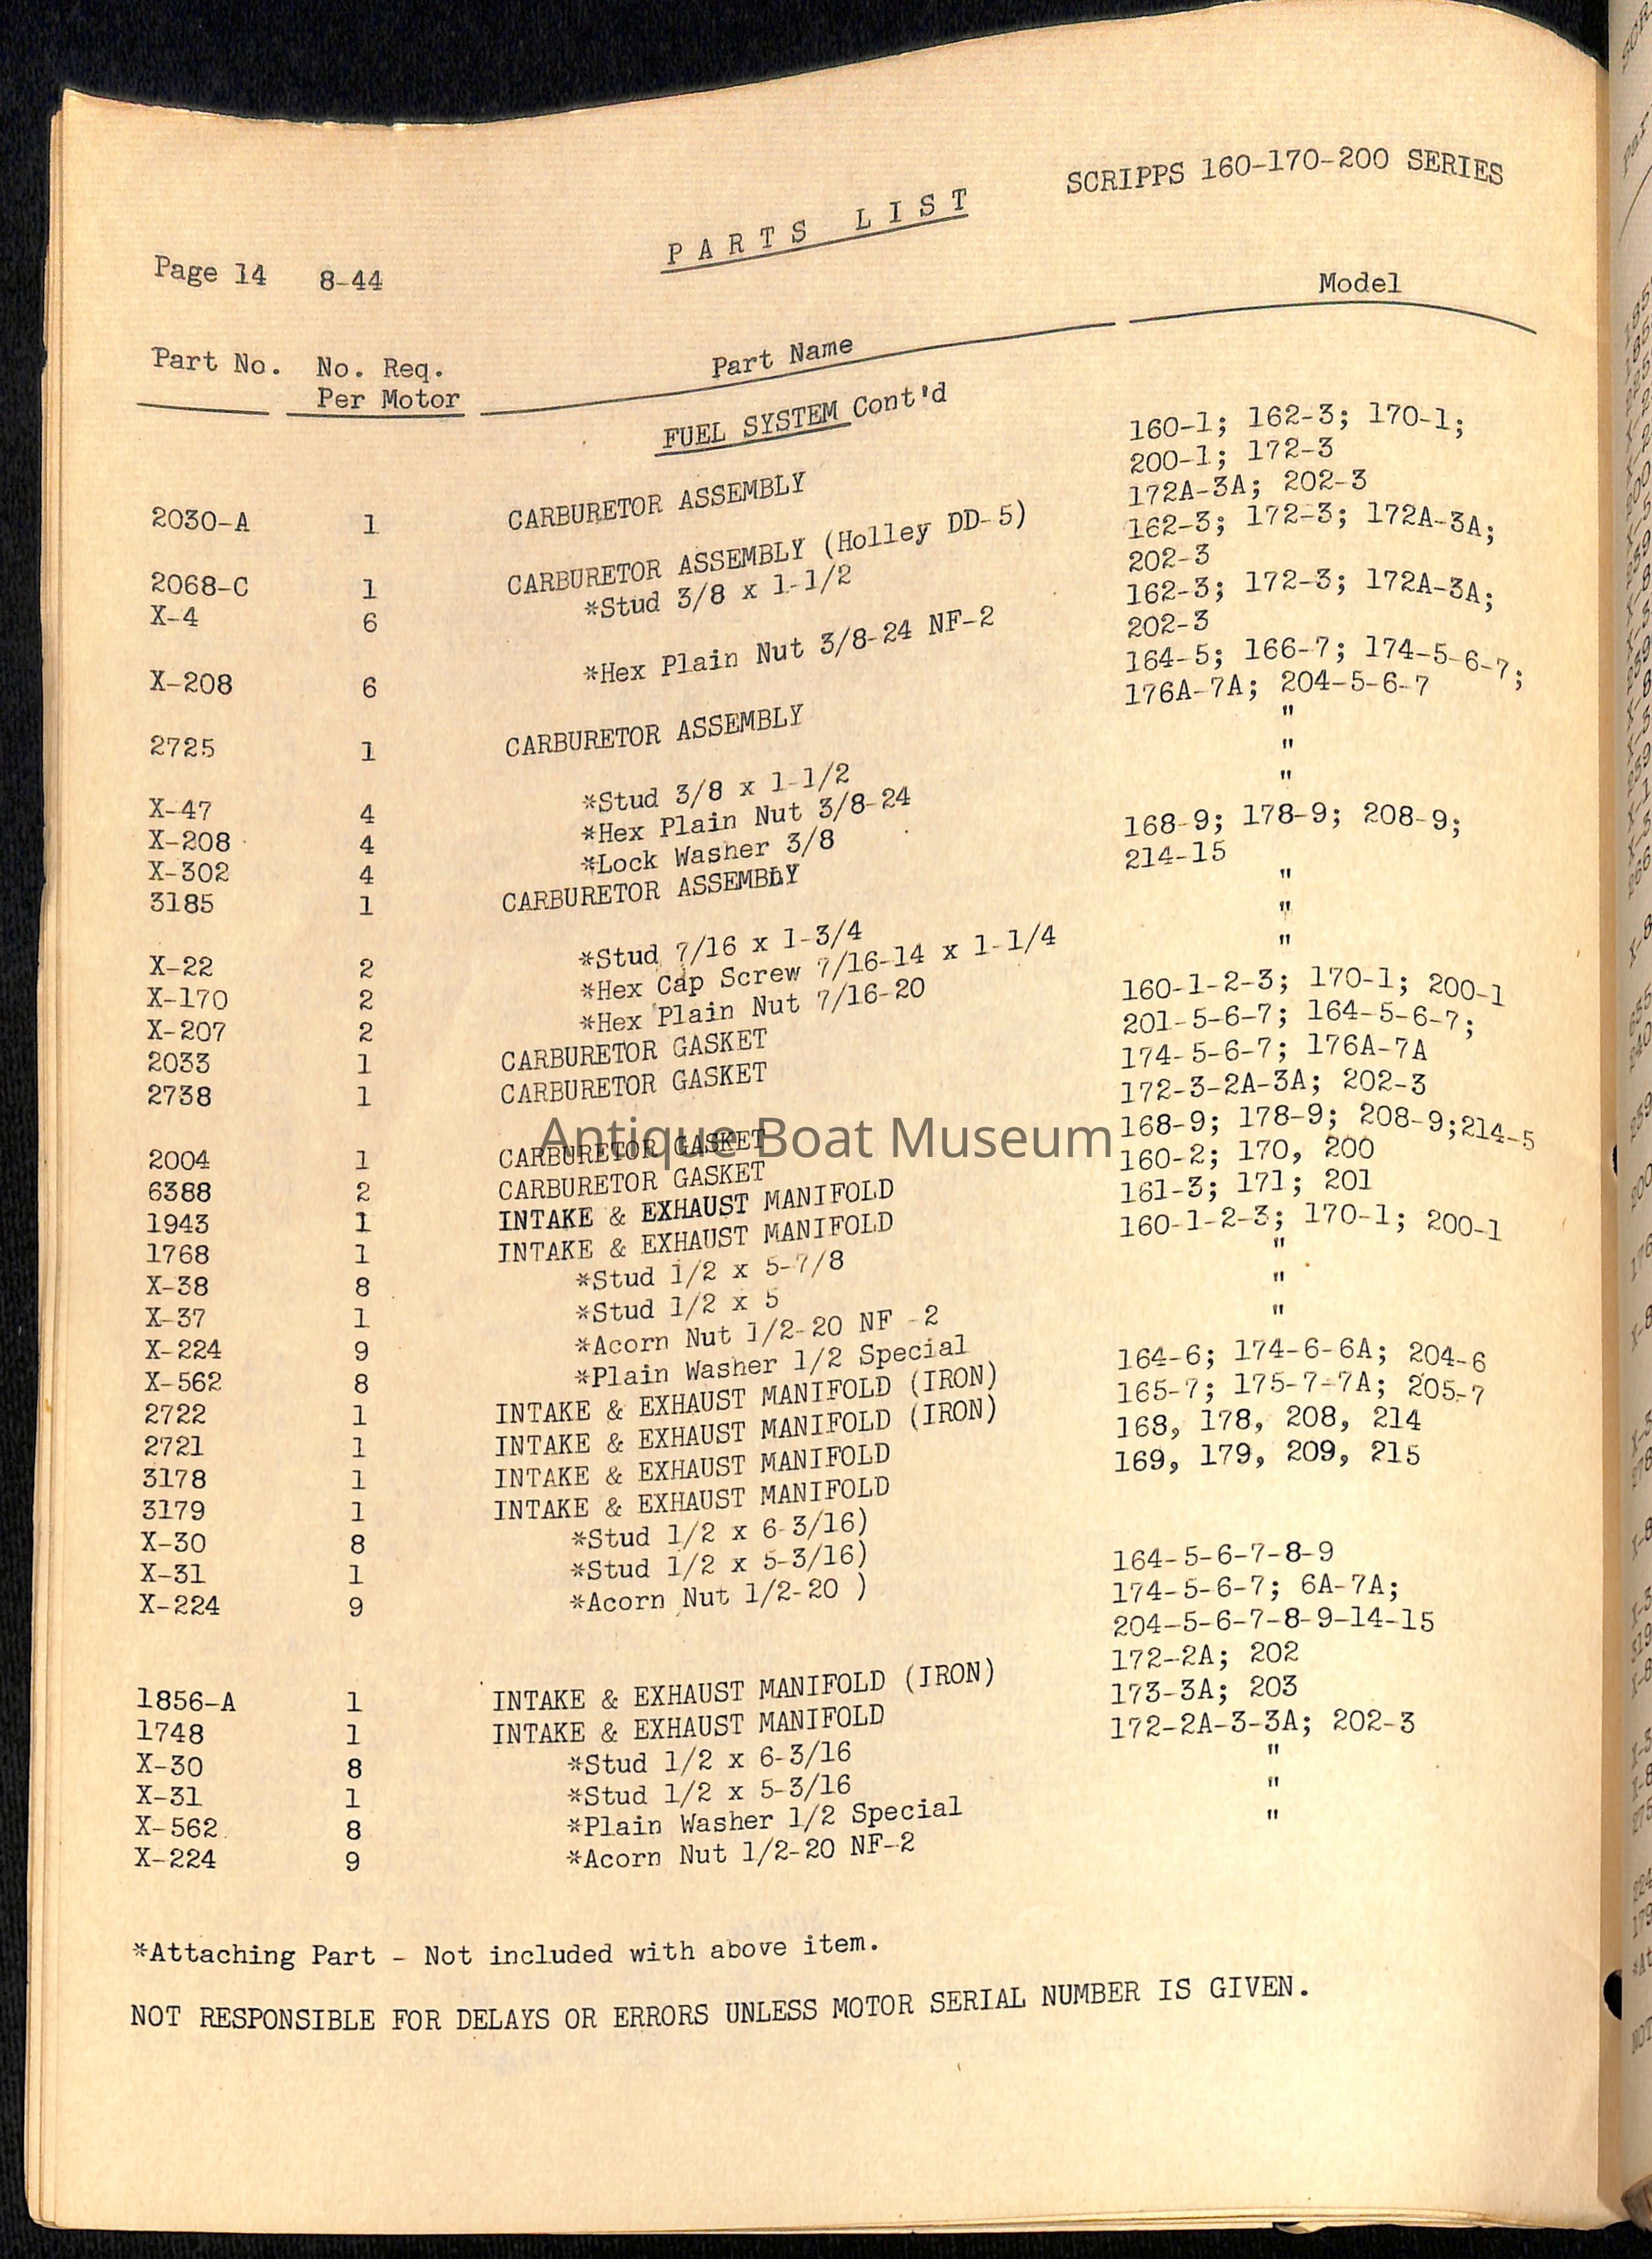 SCRIPPS 160-170-200 SERIES
PARTS LIST
Page 14 8-44
Model
Part No. No. Req. Part Name
Per Motor
FUEL SYSTEM Cont'd
2030-A 1 CARBURETOR ASSEMBLY 160-1; 162-3; 170-1;
200-1; 172-3
2068-C 1 CARBURETOR ASSEMBLY (Holley DD-5) 172A-3A; 202-3
X-4 6 *Stud 3/8 x 1-1/2 162-3; 172-3; 172A-3A;
202-3
X-208 6 *Hex Plain Nut 3/8-24 NF-2 162-3; 172-3; 172A-3A;
202-3
2725 1 CARBURETOR ASSEMBLY 164-5; 166-7; 174-5-6-7;
176A-7A; 204-5-6-7
X-47 4 *Stud 3/8 x 1-1/2 "
X-208 4 *Hex Plain Nut 3/8-24 "
X-302 4 *Lock Washer 3/8 "
3185 1 CARBURETOR ASSEMBLY 168-9; 178-9; 208-9;
214-15
X-22 2 *Stud 7/16 x 1-3/4 "
X-170 2 *Hex Cap Screw 7/16-14 x 1-1/4 "
X-207 2 *Hex Plain Nut 7/16-20 "
2033 1 CARBURETOR GASKET 160-1-2-3; 170-1; 200-1
2738 1 CARBURETOR GASKET 201-5-6-7; 164-5-6-7;
174-5-6-7; 176A-7A
2004 1 CARBURETOR GASKET 172-3-2A-3A; 202-3
Antique Boat Museum
6388 2 CARBURETOR GASKET 168-9; 178-9; 208-9;214-5
1943 1 INTAKE & EXHAUST MANIFOLD 160-2; 170, 200
1768 1 INTAKE & EXHAUST MANIFOLD 161-3; 171; 201
X-38 8 *Stud 1/2 x 5-7/8 160-1-2-3; 170-1; 200-1
X-37 1 *Stud 1/2 x 5 "
X-224 9 *Acorn Nut 1/2-20 NF -2 "
X-562 8 *Plain Washer 1/2 Special "
2722 1 INTAKE & EXHAUST MANIFOLD (IRON) 164-6; 174-6-6A; 204-6
2721 1 INTAKE & EXHAUST MANIFOLD (IRON) 165-7; 175-7-7A; 205-7
3178 1 INTAKE & EXHAUST MANIFOLD 168, 178, 208, 214
3179 1 INTAKE & EXHAUST MANIFOLD 169, 179, 209, 215
X-30 8 *Stud 1/2 x 6-3/16)
X-31 1 *Stud 1/2 x 5-3/16)
X-224 9 *Acorn Nut 1/2-20 ) 164-5-6-7-8-9
174-5-6-7; 6A-7A;
204-5-6-7-8-9-14-15
1856-A 1 INTAKE & EXHAUST MANIFOLD (IRON) 172-2A; 202
1748 1 INTAKE & EXHAUST MANIFOLD 173-3A; 203
X-30 8 *Stud 1/2 x 6-3/16 172-2A-3-3A; 202-3
X-31 1 *Stud 1/2 x 5-3/16 "
X-562 8 *Plain Washer 1/2 Special "
X-224 9 *Acorn Nut 1/2-20 NF-2 "
*Attaching Part - Not included with above item.
NOT RESPONSIBLE FOR DELAYS OR ERRORS UNLESS MOTOR SERIAL NUMBER IS GIVEN.